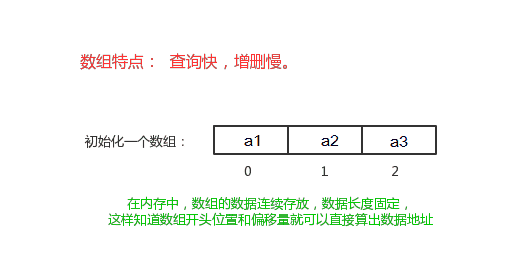 数组特点： 查询快，增删慢。
初始化一个数组： a1 a2 a3
0 1 2
在内存中，数组的数据连续存放，数据长度固定，
这样知道数组开头位置和偏移量就可以直接算出数据地址